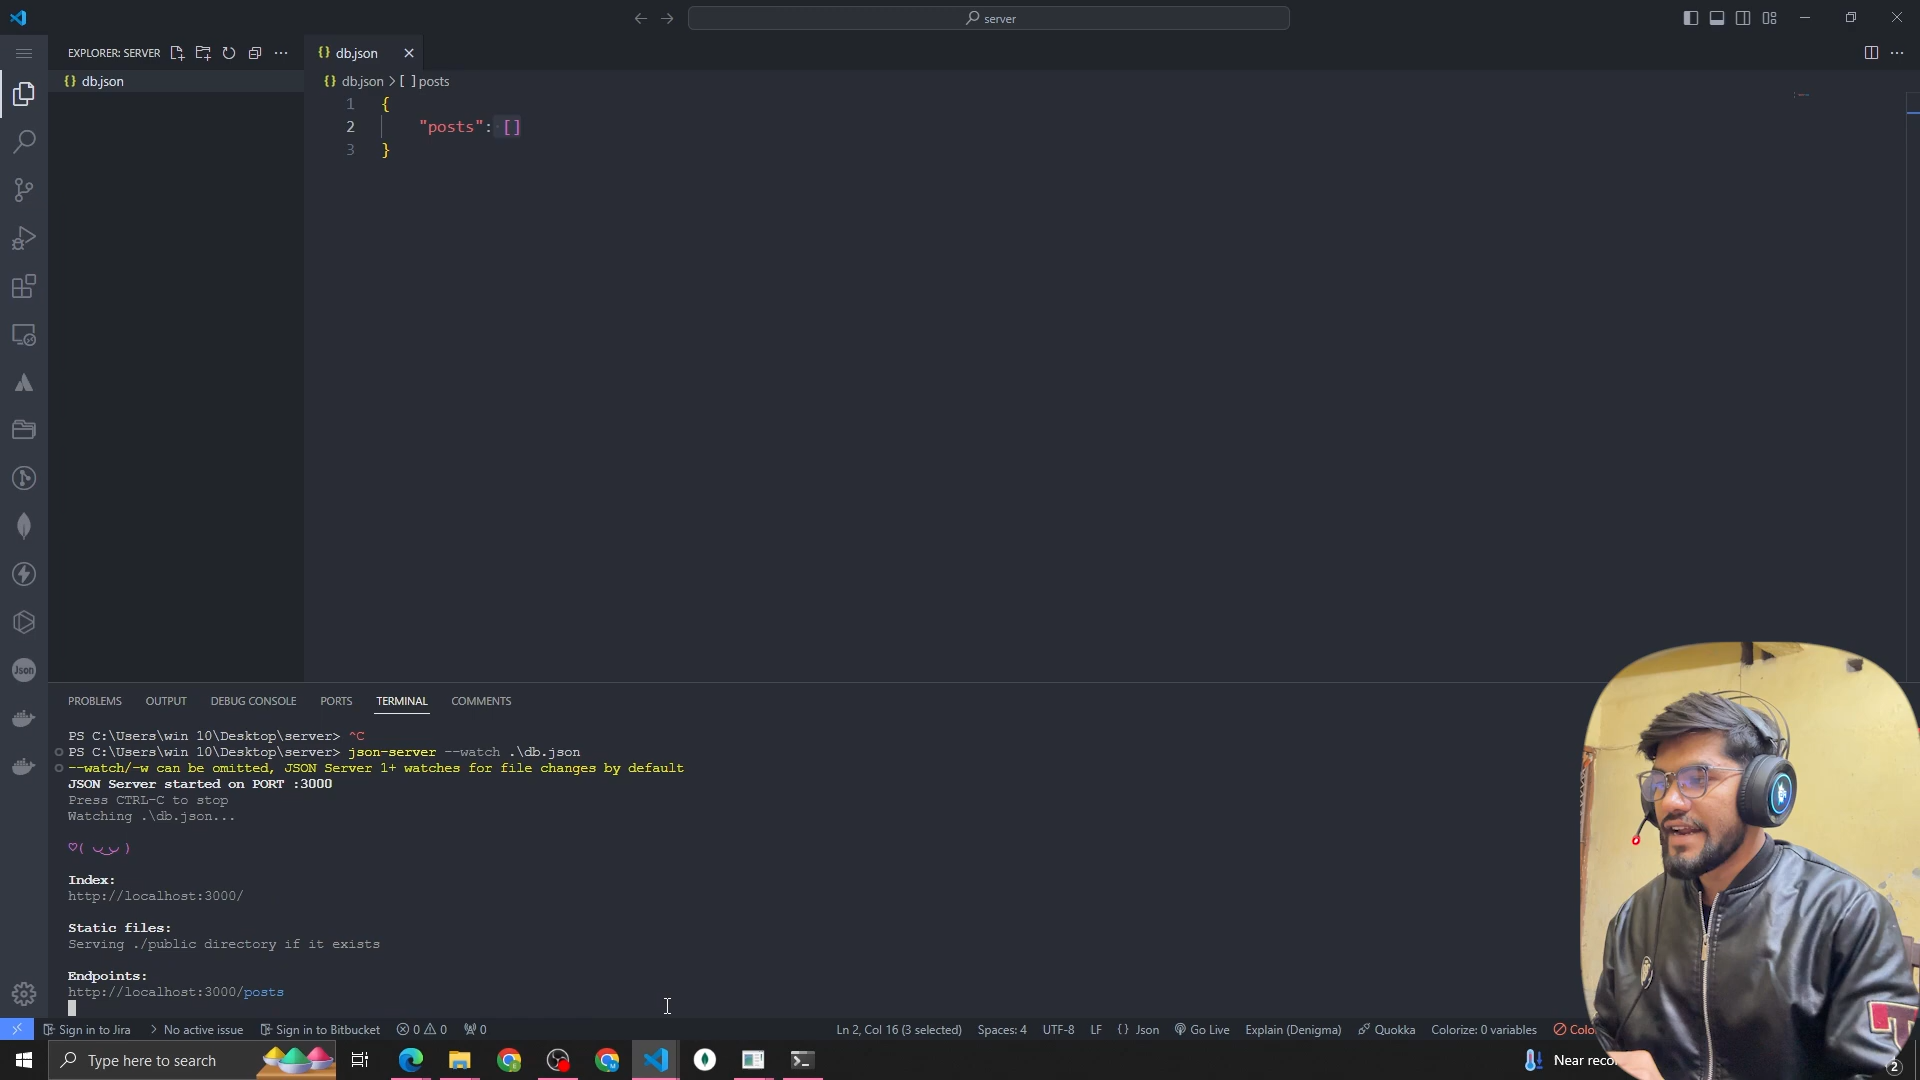 server
EXPLORER: SERVER
db.json
db.json
db.json > [ ] posts
1 {
2 "posts": []
3 }
PROBLEMS OUTPUT DEBUG CONSOLE PORTS TERMINAL COMMENTS
PS C:\Users\win 10\Desktop\server> ^C
PS C:\Users\win 10\Desktop\server> json-server --watch .\db.json
--watch/-w can be omitted, JSON Server 1+ watches for file changes by default
JSON Server started on PORT :3000
Press CTRL-C to stop
Watching .\db.json...
♡( ◡‿◡ )
Index:
http://localhost:3000/
Static files:
Serving ./public directory if it exists
Endpoints:
http://localhost:3000/posts
Json
Sign in to Jira No active issue Sign in to Bitbucket 0 0 0 Ln 2, Col 16 (3 selected) Spaces: 4 UTF-8 LF {} Json Go Live Explain (Denigma) Quokka Colorize: 0 variables Colo
Type here to search
Near reco
2